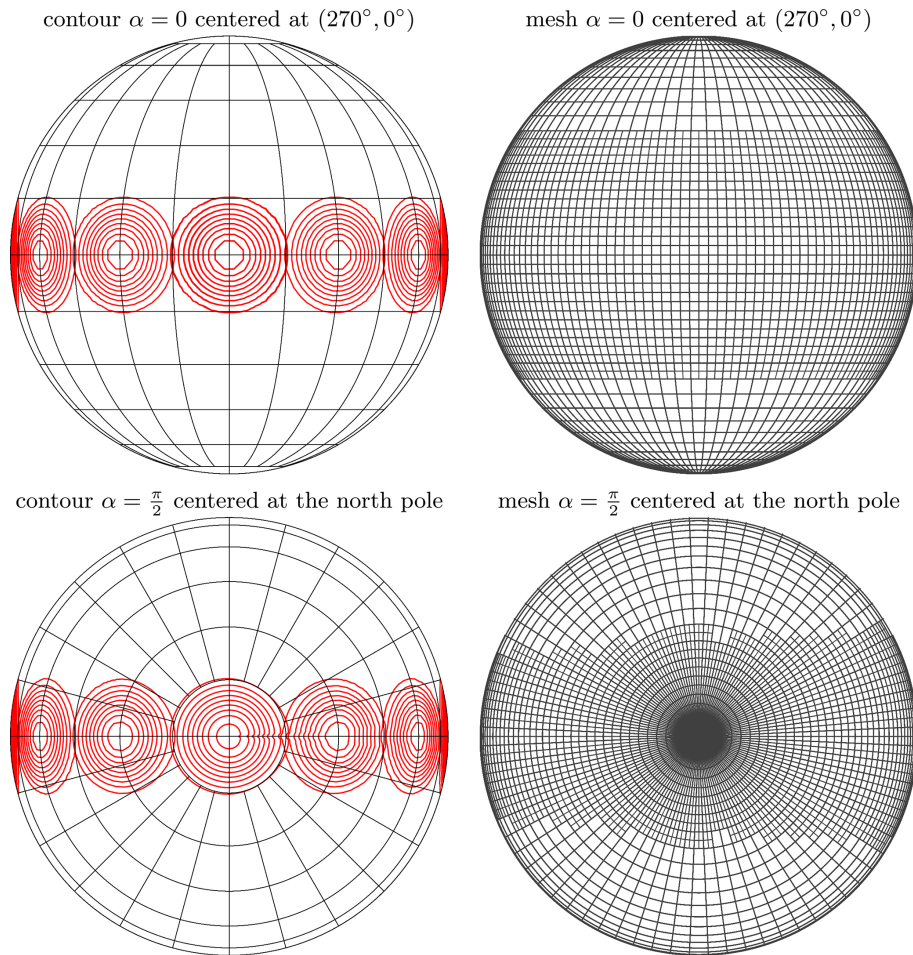 contour α = 0 centered at (270°, 0°)
mesh α = 0 centered at (270°, 0°)
contour α = π/2 centered at the north pole
mesh α = π/2 centered at the north pole